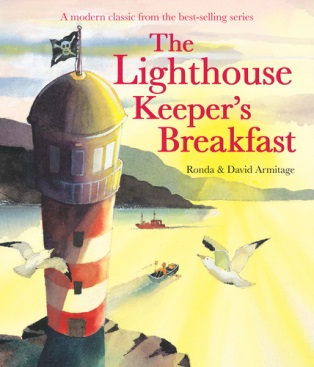 A modern classic from the best-selling series
The
Lighthouse
Keeper's
Breakfast
Ronda & David Armitage